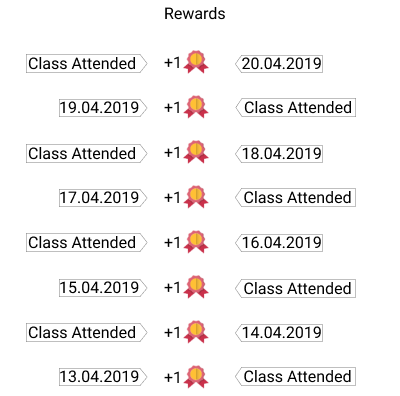 Rewards
Class Attended +1 20.04.2019
19.04.2019 +1 Class Attended
Class Attended +1 18.04.2019
17.04.2019 +1 Class Attended
Class Attended +1 16.04.2019
15.04.2019 +1 Class Attended
Class Attended +1 14.04.2019
13.04.2019 +1 Class Attended